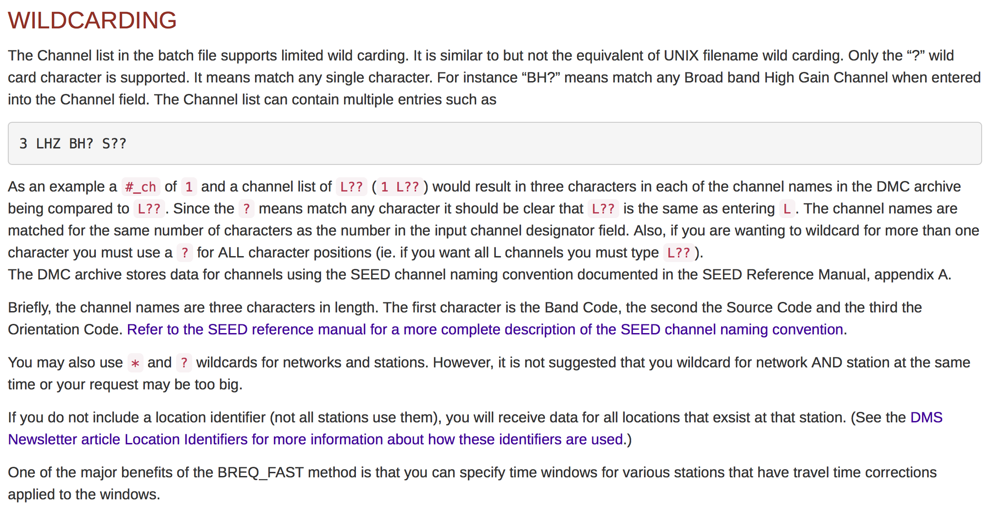 WILDCARDING
The Channel list in the batch file supports limited wild carding. It is similar to but not the equivalent of UNIX filename wild carding. Only the “?” wild
card character is supported. It means match any single character. For instance “BH?” means match any Broad band High Gain Channel when entered
into the Channel field. The Channel list can contain multiple entries such as
3 LHZ BH? S??
As an example a #_ch of 1 and a channel list of L?? ( 1 L?? ) would result in three characters in each of the channel names in the DMC archive
being compared to L?? . Since the ? means match any character it should be clear that L?? is the same as entering L . The channel names are
matched for the same number of characters as the number in the input channel designator field. Also, if you are wanting to wildcard for more than one
character you must use a ? for ALL character positions (ie. if you want all L channels you must type L?? ).
The DMC archive stores data for channels using the SEED channel naming convention documented in the SEED Reference Manual, appendix A.
Briefly, the channel names are three characters in length. The first character is the Band Code, the second the Source Code and the third the
Orientation Code. Refer to the SEED reference manual for a more complete description of the SEED channel naming convention.
You may also use * and ? wildcards for networks and stations. However, it is not suggested that you wildcard for network AND station at the same
time or your request may be too big.
If you do not include a location identifier (not all stations use them), you will receive data for all locations that exsist at that station. (See the DMS
Newsletter article Location Identifiers for more information about how these identifiers are used.)
One of the major benefits of the BREQ_FAST method is that you can specify time windows for various stations that have travel time corrections
applied to the windows.